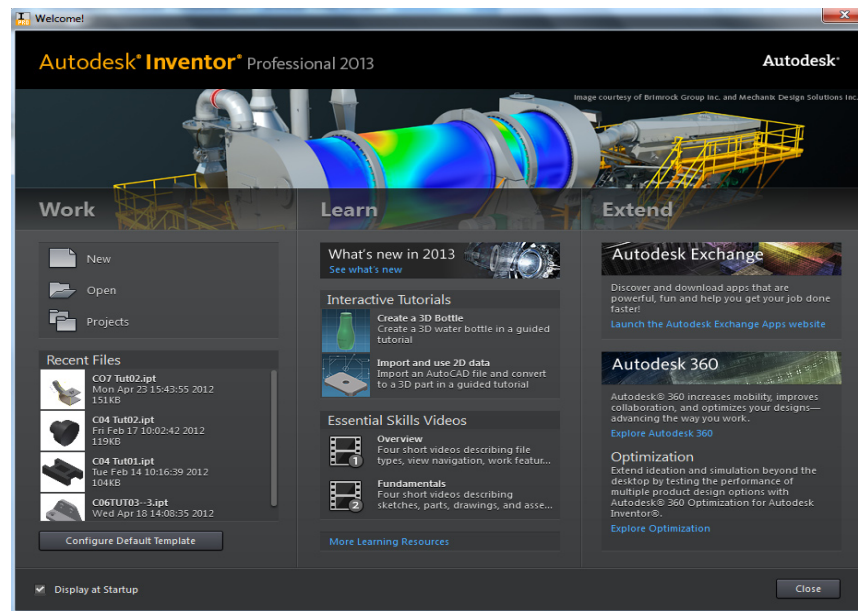 Welcome!
Autodesk® Inventor® Professional 2013
Autodesk®
Image courtesy of Brimrock Group Inc. and Mechanix Design Solutions Inc.
Work
New
Open
Projects
Recent Files
CO7 Tut02.ipt
Mon Apr 23 15:43:55 2012
151KB
C04 Tut02.ipt
Fri Feb 17 10:02:42 2012
119KB
C04 Tut01.ipt
Tue Feb 14 10:16:39 2012
104KB
C06TUT03--3.ipt
Wed Apr 18 14:08:35 2012
Configure Default Template
Learn
What's new in 2013
See what's new
Interactive Tutorials
Create a 3D Bottle
Create a 3D water bottle in a guided
tutorial
Import and use 2D data
Import an AutoCAD file and convert
to a 3D part in a guided tutorial
Essential Skills Videos
1
Overview
Four short videos describing file
types, view navigation, work featur...
2
Fundamentals
Four short videos describing
sketches, parts, drawings, and asse...
More Learning Resources
Extend
Autodesk Exchange
Discover and download apps that are
powerful, fun and help you get your job done
faster!
Launch the Autodesk Exchange Apps website
Autodesk 360
Autodesk® 360 increases mobility, improves
collaboration, and optimizes your designs—
advancing the way you work.
Explore Autodesk 360
Optimization
Extend ideation and simulation beyond the
desktop by testing the performance of
multiple product design options with
Autodesk® 360 Optimization for Autodesk
Inventor®.
Explore Optimization
Display at Startup
Close